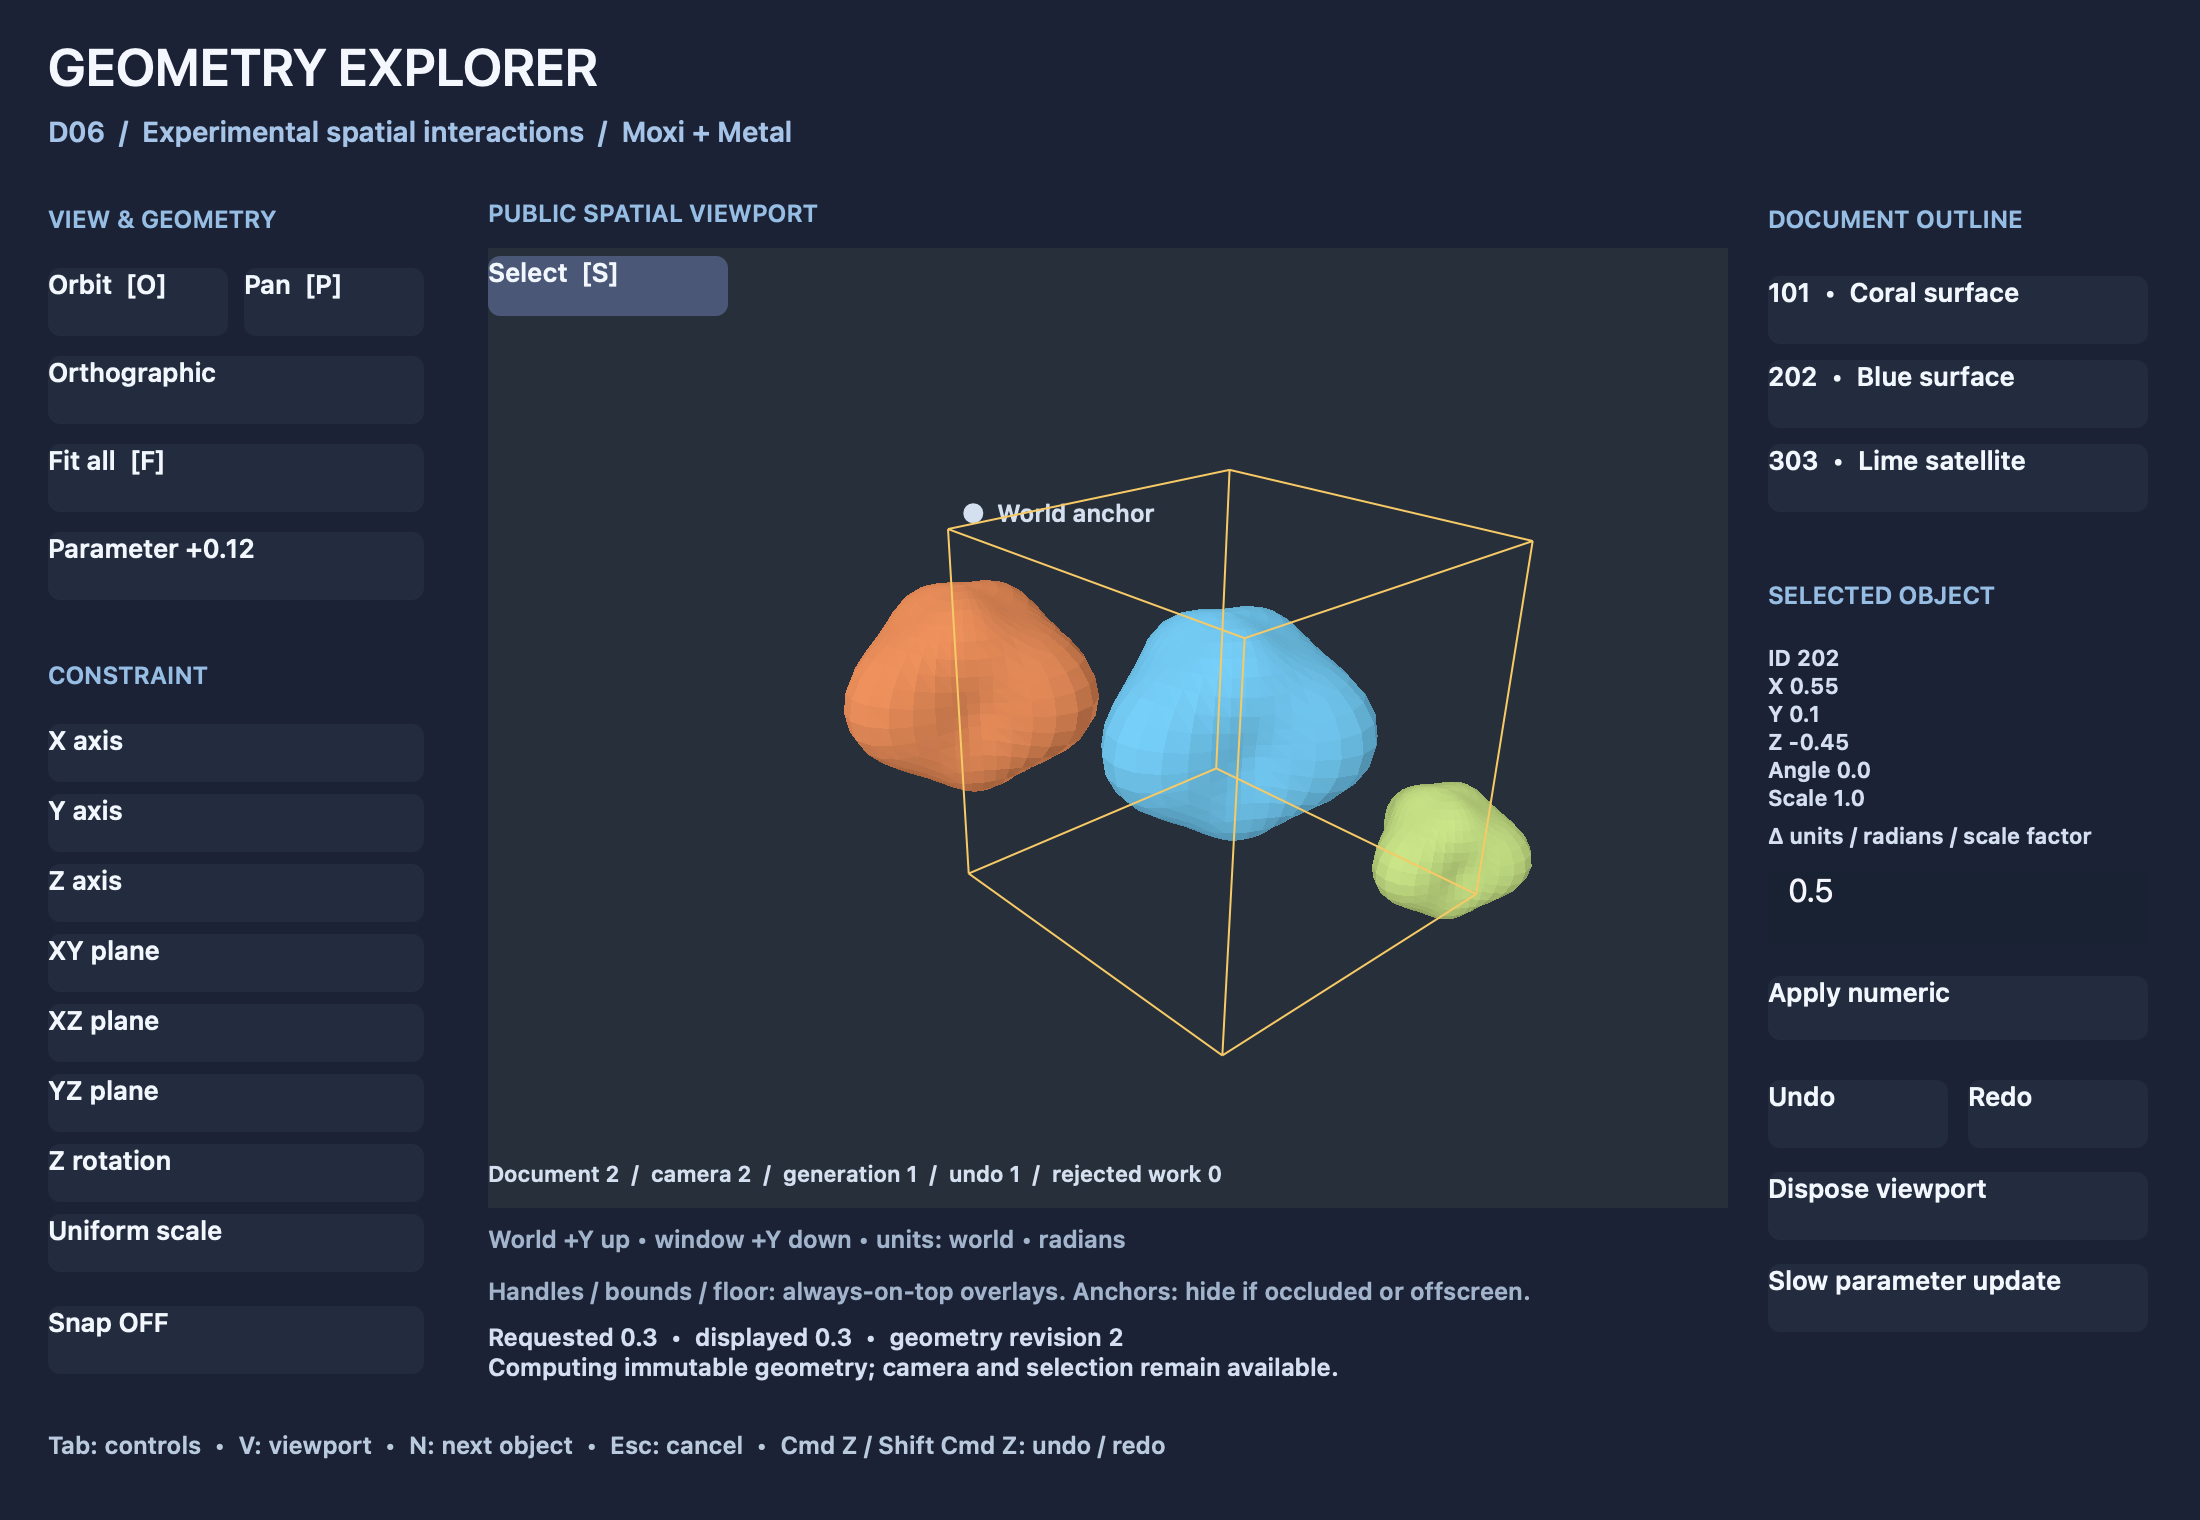 GEOMETRY EXPLORER
D06 / Experimental spatial interactions / Moxi + Metal
VIEW & GEOMETRY
Orbit [O]
Pan [P]
Orthographic
Fit all [F]
Parameter +0.12
CONSTRAINT
X axis
Y axis
Z axis
XY plane
XZ plane
YZ plane
Z rotation
Uniform scale
Snap OFF
PUBLIC SPATIAL VIEWPORT
Select [S]
World anchor
Document 2 / camera 2 / generation 1 / undo 1 / rejected work 0
World +Y up • window +Y down • units: world • radians
Handles / bounds / floor: always-on-top overlays. Anchors: hide if occluded or offscreen.
Requested 0.3 • displayed 0.3 • geometry revision 2
Computing immutable geometry; camera and selection remain available.
DOCUMENT OUTLINE
101 • Coral surface
202 • Blue surface
303 • Lime satellite
SELECTED OBJECT
ID 202
X 0.55
Y 0.1
Z -0.45
Angle 0.0
Scale 1.0
Δ units / radians / scale factor
0.5
Apply numeric
Undo
Redo
Dispose viewport
Slow parameter update
Tab: controls • V: viewport • N: next object • Esc: cancel • Cmd Z / Shift Cmd Z: undo / redo